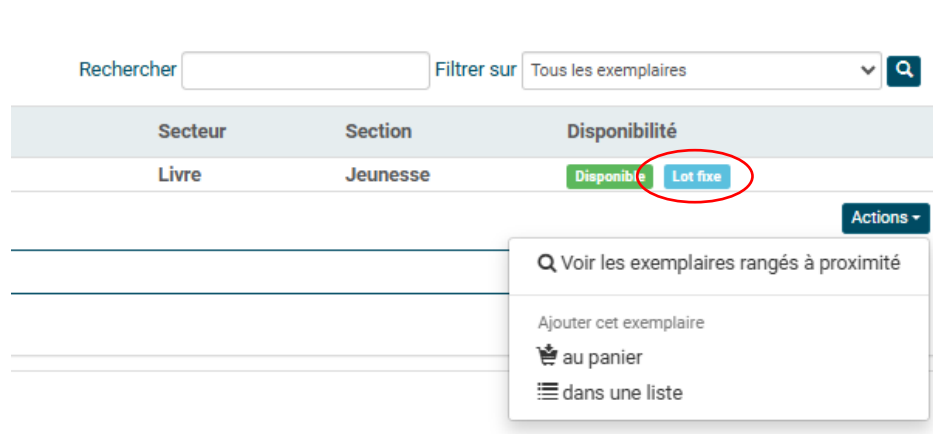 Rechercher Filtrer sur Tous les exemplaires
Secteur Section Disponibilité
Livre Jeunesse Disponible Lot fixe
Actions
Voir les exemplaires rangés à proximité
Ajouter cet exemplaire
au panier
dans une liste